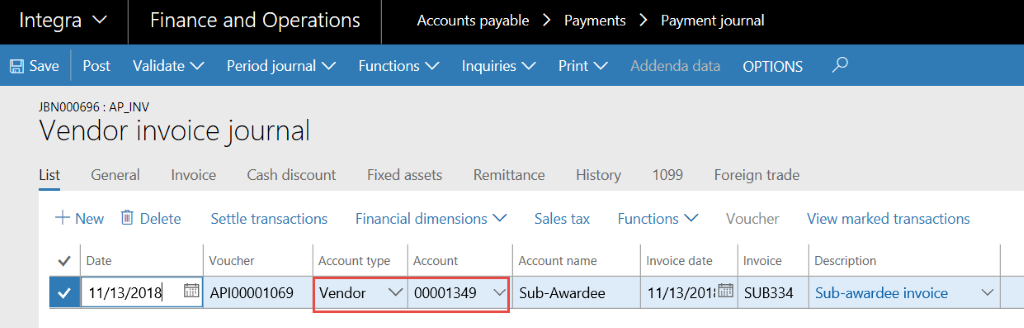 Integra Finance and Operations Accounts payable > Payments > Payment journal
Save Post Validate Period journal Functions Inquiries Print Addenda data OPTIONS
JBN000696 : AP_INV
Vendor invoice journal
List General Invoice Cash discount Fixed assets Remittance History 1099 Foreign trade
+ New Delete Settle transactions Financial dimensions Sales tax Functions Voucher View marked transactions
Date Voucher Account type Account Account name Invoice date Invoice Description
11/13/2018 API00001069 Vendor 00001349 Sub-Awardee 11/13/201 SUB334 Sub-awardee invoice